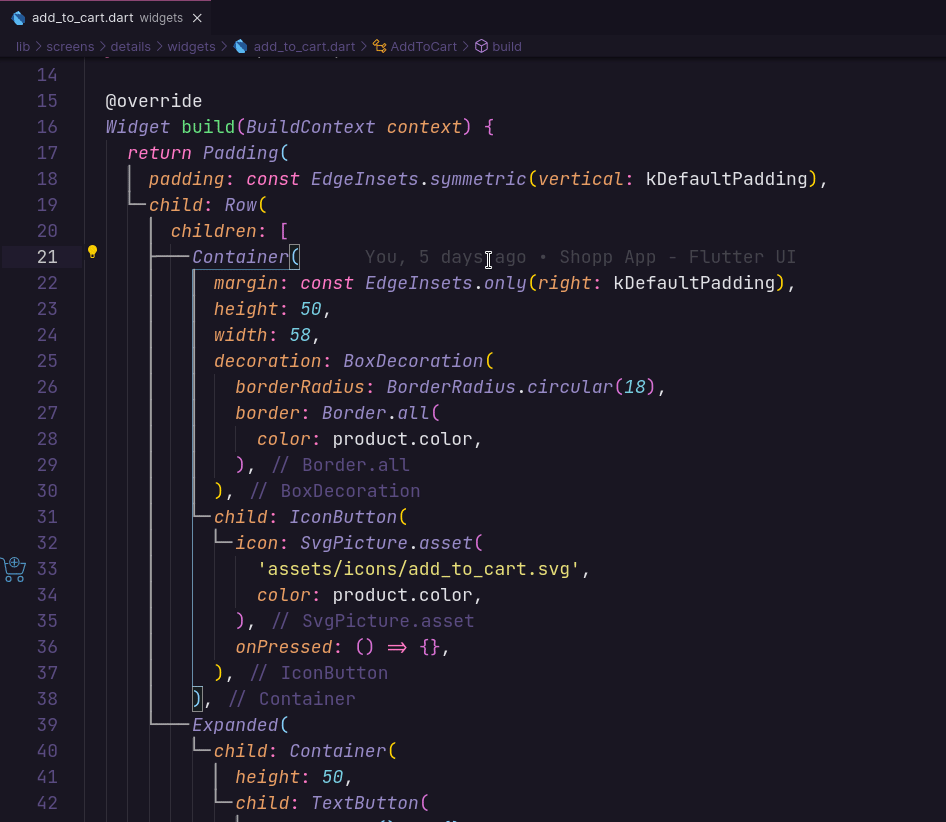 add_to_cart.dart widgets
lib > screens > details > widgets > add_to_cart.dart > AddToCart > build
14
15 @override
16 Widget build(BuildContext context) {
17 return Padding(
18 padding: const EdgeInsets.symmetric(vertical: kDefaultPadding),
19 child: Row(
20 children: [
21 Container( You, 5 days ago • Shopp App - Flutter UI
22 margin: const EdgeInsets.only(right: kDefaultPadding),
23 height: 50,
24 width: 58,
25 decoration: BoxDecoration(
26 borderRadius: BorderRadius.circular(18),
27 border: Border.all(
28 color: product.color,
29 ), // Border.all
30 ), // BoxDecoration
31 child: IconButton(
32 icon: SvgPicture.asset(
33 'assets/icons/add_to_cart.svg',
34 color: product.color,
35 ), // SvgPicture.asset
36 onPressed: () => {},
37 ), // IconButton
38 ), // Container
39 Expanded(
40 child: Container(
41 height: 50,
42 child: TextButton(